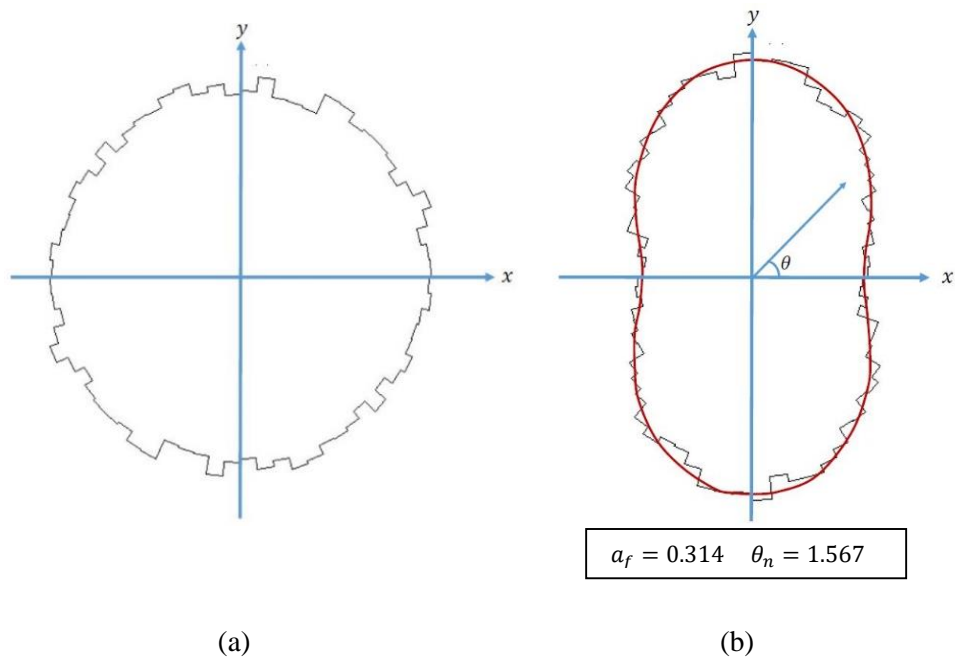 y
y
x
x
θ
a_f = 0.314 θ_n = 1.567
(a)
(b)